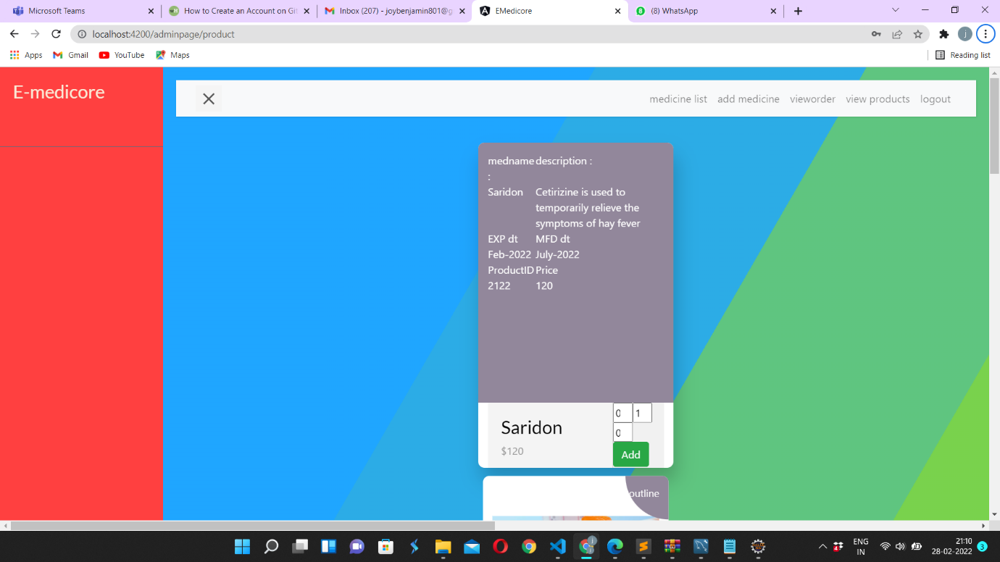 Microsoft Teams
How to Create an Account on Git
Inbox (207) - joybenjamin801@g
EMedicore
(8) WhatsApp
localhost:4200/adminpage/product
j
Apps
Gmail
YouTube
Maps
Reading list
E-medicore
medicine list
add medicine
vieworder
view products
logout
medname description :
:
Saridon Cetirizine is used to
temporarily relieve the
symptoms of hay fever
EXP dt MFD dt
Feb-2022 July-2022
ProductID Price
2122 120
0 1
Saridon
0
$120
Add
outline
ENG
IN
21:10
28-02-2022
3